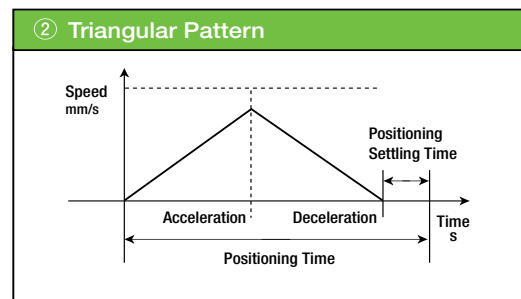 ② Triangular Pattern
Speed
mm/s
Positioning
Settling Time
Acceleration
Deceleration
Time
s
Positioning Time